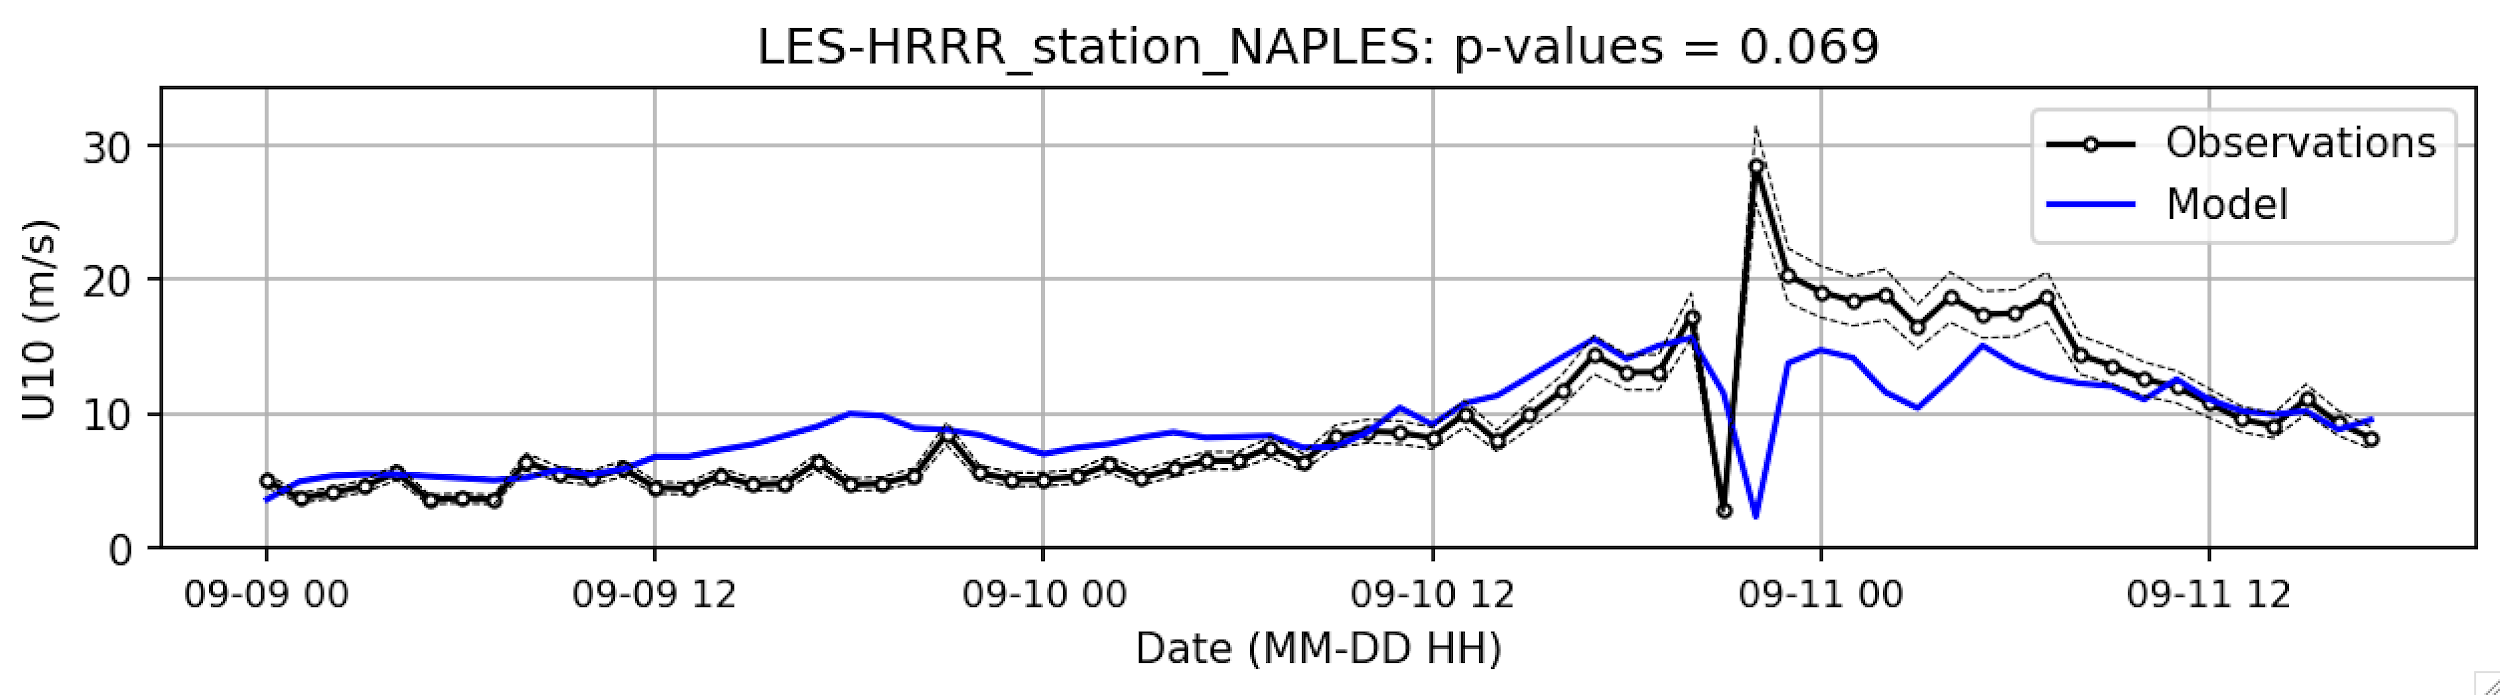 LES-HRRR_station_NAPLES: p-values = 0.069
30
20
10
0
U10 (m/s)
Observations
Model
09-09 00
09-09 12
09-10 00
09-10 12
09-11 00
09-11 12
Date (MM-DD HH)